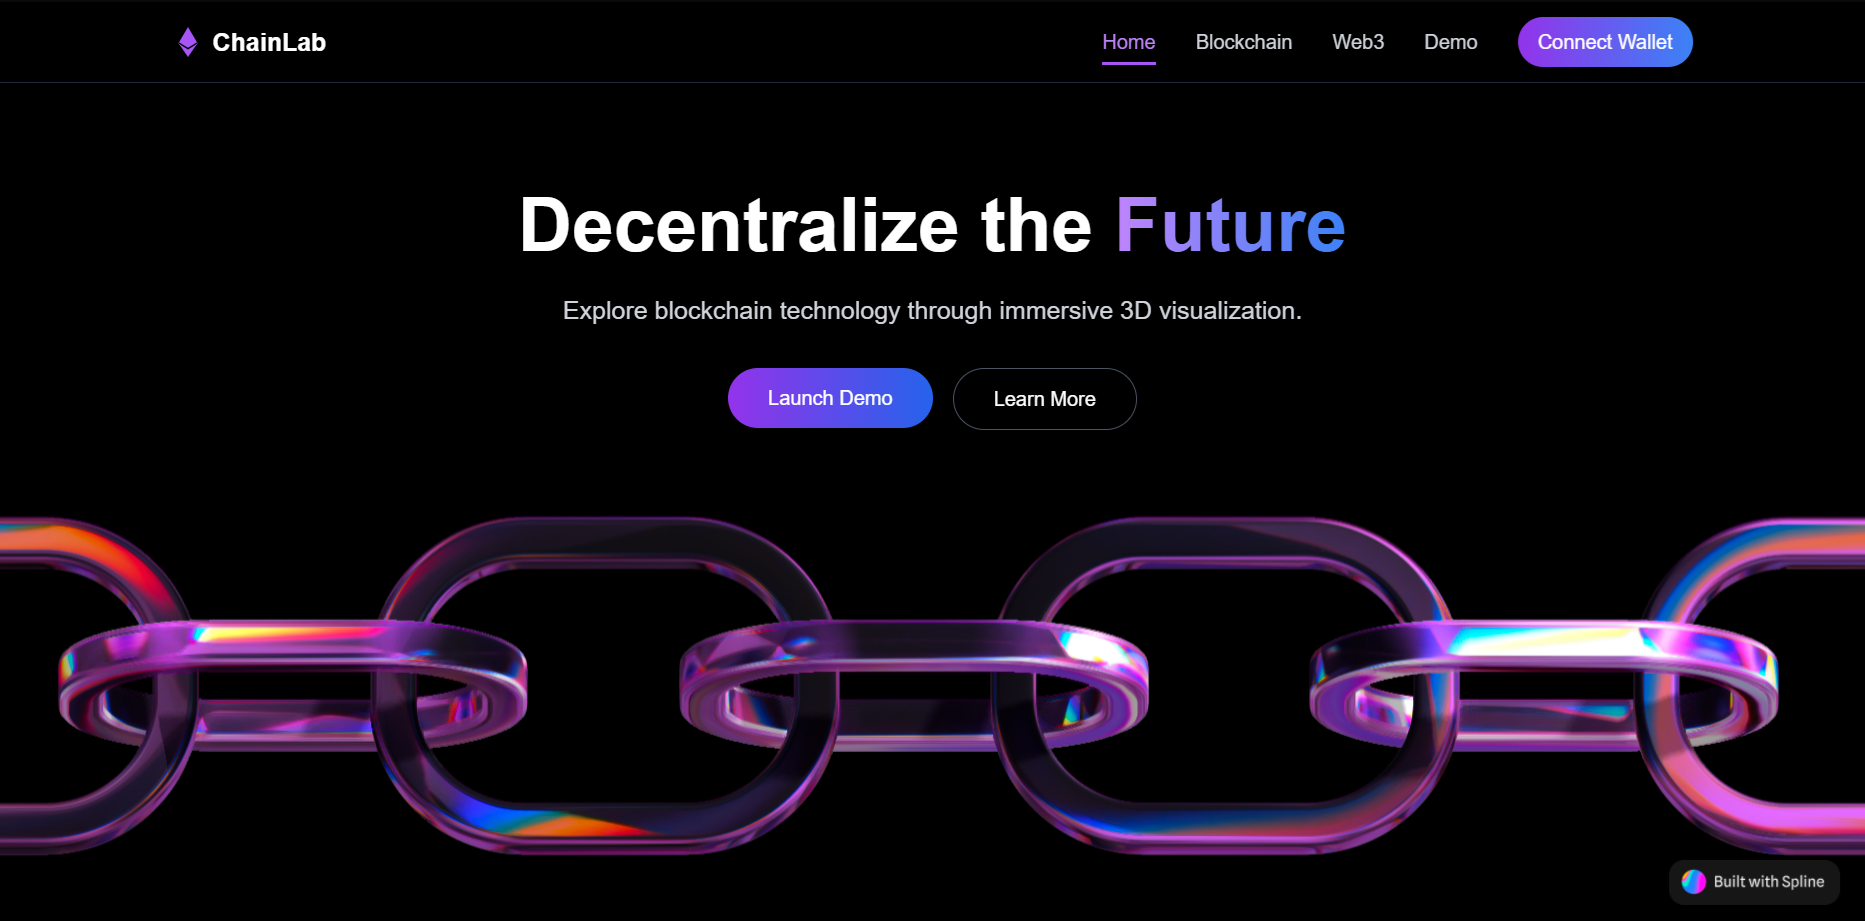 ChainLab
Home Blockchain Web3 Demo Connect Wallet
Decentralize the Future
Explore blockchain technology through immersive 3D visualization.
Launch Demo Learn More
Built with Spline